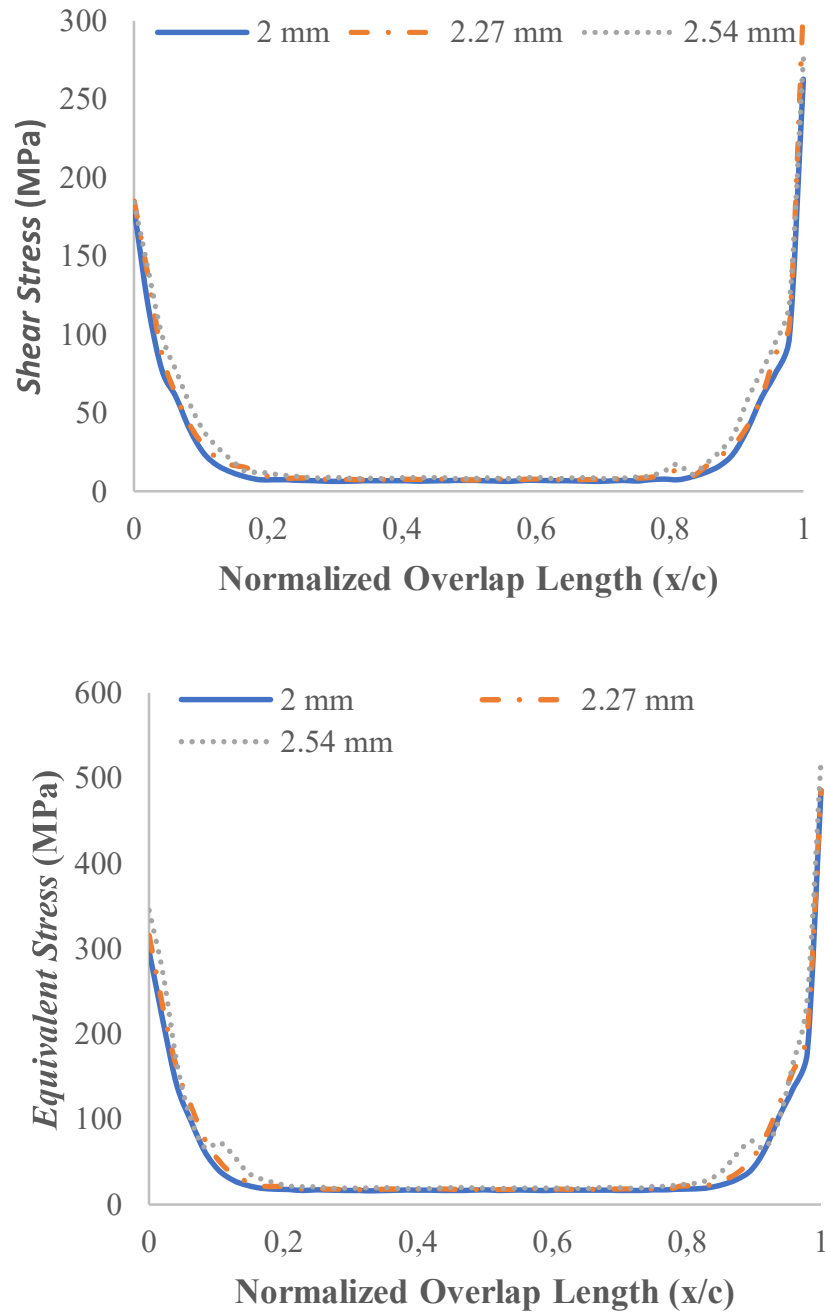 2 mm 2.27 mm 2.54 mm
300
250
200
150
100
50
0
Shear Stress (MPa)
0 0,2 0,4 0,6 0,8 1
Normalized Overlap Length (x/c)
2 mm 2.27 mm
2.54 mm
600
500
400
300
200
100
0
Equivalent Stress (MPa)
0 0,2 0,4 0,6 0,8 1
Normalized Overlap Length (x/c)